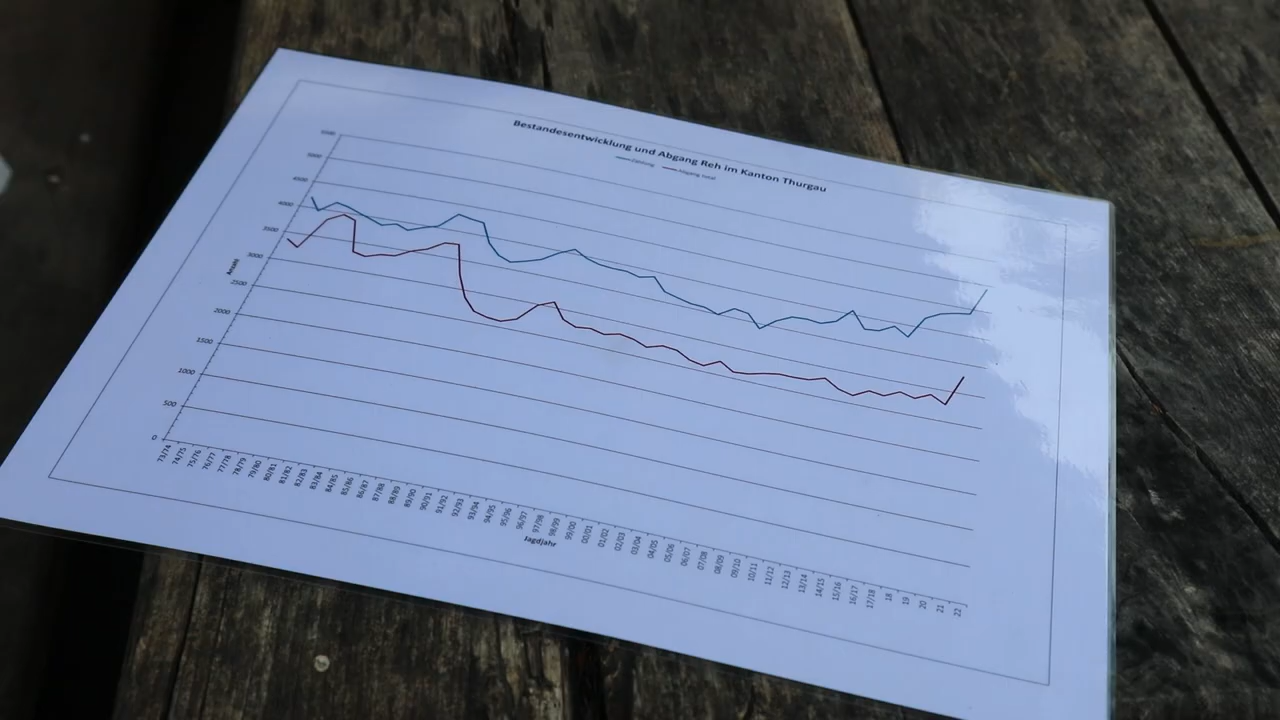 Bestandesentwicklung und Abgang Reh im Kanton Thurgau
Zählung Abgang total
5500
5000
4500
4000
3500
3000
2500
2000
1500
1000
500
0
Anzahl
73/74 74/75 75/76 76/77 77/78 78/79 79/80 80/81 81/82 82/83 83/84 84/85 85/86 86/87 87/88 88/89 89/90 90/91 91/92 92/93 93/94 94/95 95/96 96/97 97/98 98/99 99/00 00/01 01/02 02/03 03/04 04/05 05/06 06/07 07/08 08/09 09/10 10/11 11/12 12/13 13/14 14/15 15/16 16/17 17/18 18 19 20 21 22
Jagdjahr